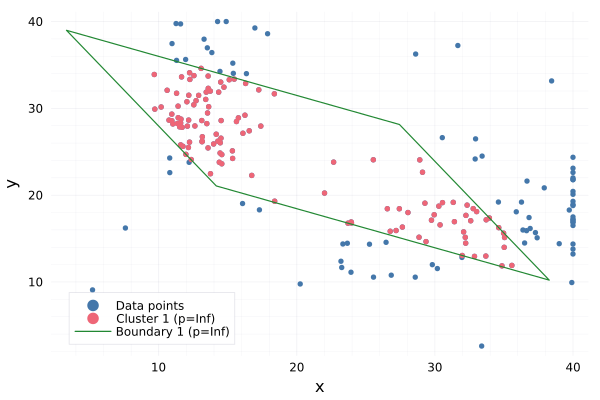 40
30
20
10
y
10 20 30 40
x
Data points
Cluster 1 (p=Inf)
Boundary 1 (p=Inf)